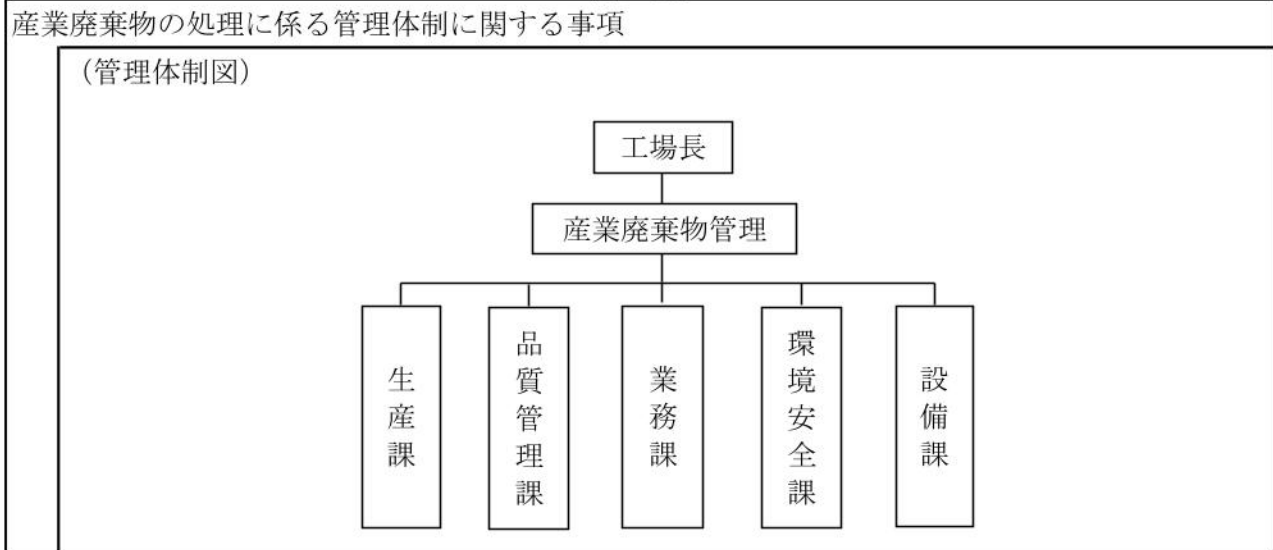 産業廃棄物の処理に係る管理体制に関する事項
（管理体制図）
工場長
産業廃棄物管理
生産課
品質管理課
業務課
環境安全課
設備課